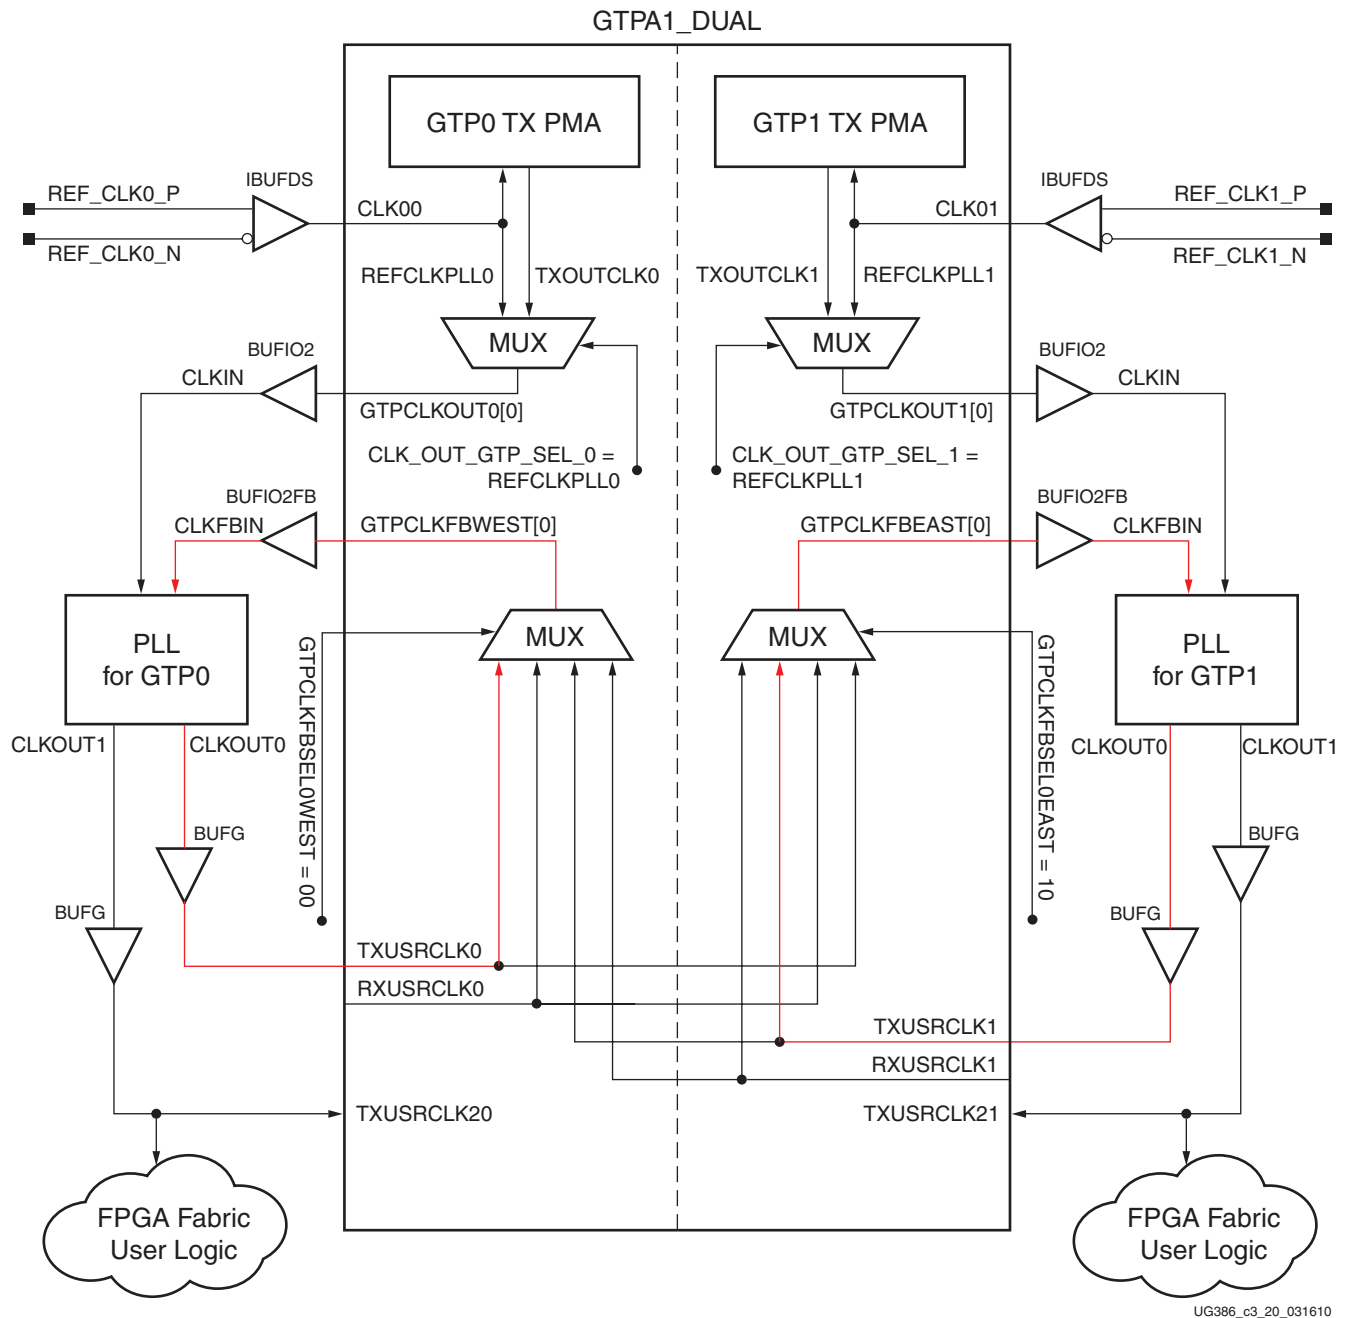 GTPA1_DUAL
GTP0 TX PMA
GTP1 TX PMA
IBUFDS
IBUFDS
REF_CLK0_P
CLK00
CLK01
REF_CLK1_P
REF_CLK0_N
REF_CLK1_N
REFCLKPLL0
TXOUTCLK0
TXOUTCLK1
REFCLKPLL1
MUX
MUX
BUFIO2
BUFIO2
CLKIN
CLKIN
GTPCLKOUT0[0]
GTPCLKOUT1[0]
CLK_OUT_GTP_SEL_0 =
REFCLKPLL0
CLK_OUT_GTP_SEL_1 =
REFCLKPLL1
BUFIO2FB
BUFIO2FB
CLKFBIN
GTPCLKFBWEST[0]
GTPCLKFBEAST[0]
CLKFBIN
PLL
for GTP0
MUX
MUX
PLL
for GTP1
GTPCLKFBSEL0WEST = 00
GTPCLKFBSEL0EAST = 10
CLKOUT1
CLKOUT0
CLKOUT0
CLKOUT1
BUFG
BUFG
BUFG
BUFG
TXUSRCLK0
RXUSRCLK0
TXUSRCLK1
RXUSRCLK1
TXUSRCLK20
TXUSRCLK21
FPGA Fabric
User Logic
FPGA Fabric
User Logic
UG386_c3_20_031610